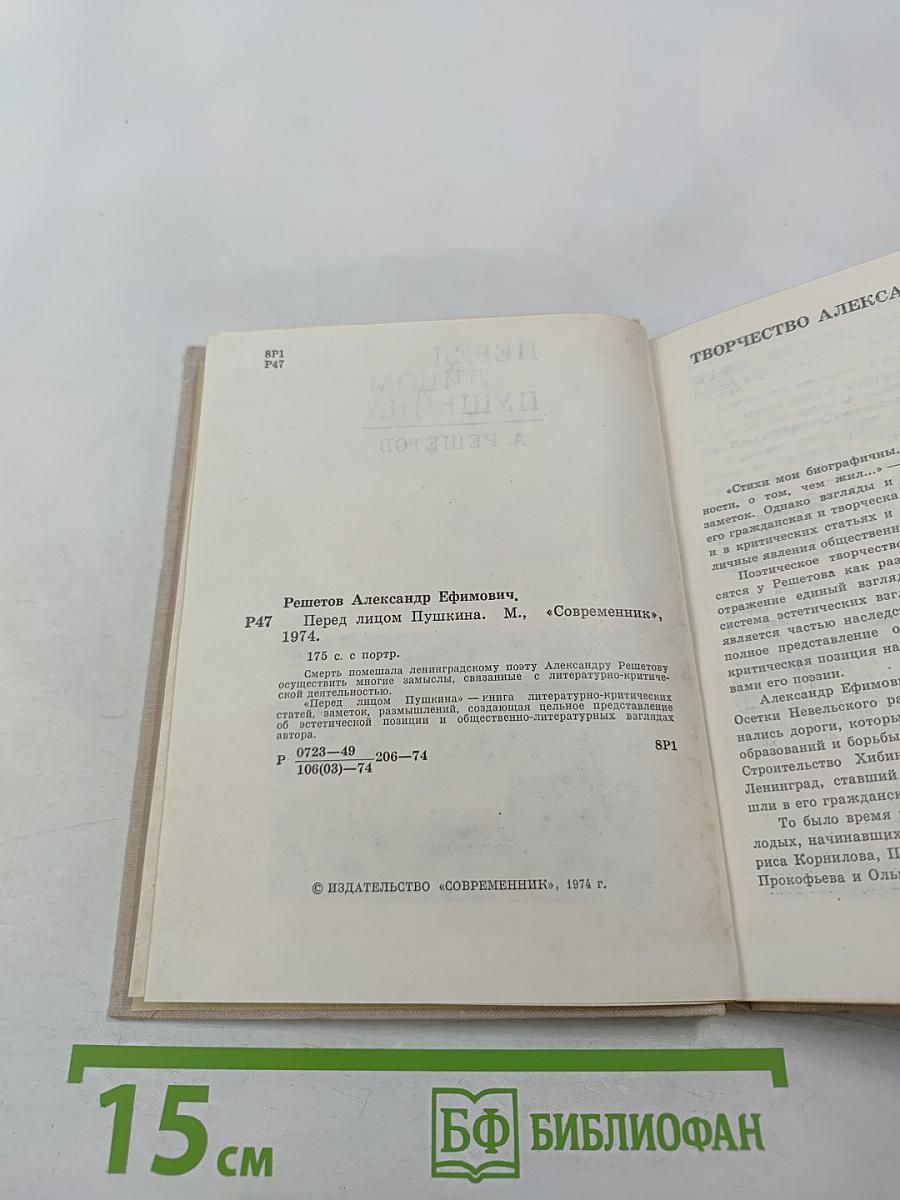 8Р1
Р47
Решетов Александр Ефимович.
Р47 Перед лицом Пушкина. М., «Современник»,
1974.
175 с. с портр.
Смерть помешала ленинградскому поэту Александру Решетову
осуществить многие замыслы, связанные с литературно-критиче-
ской деятельностью.
«Перед лицом Пушкина» — книга литературно-критических
статей, заметок, размышлений, создающая цельное представление
об эстетической позиции и общественно-литературных взглядах
автора.
Р 0723—49
106(03)—74 206—74
8Р1
© ИЗДАТЕЛЬСТВО «СОВРЕМЕННИК», 1974 г.
ТВОРЧЕСТВО АЛЕКСА
«Стихи мои биографичны.
ности, о том, чем жил...» —
заметок. Однако взгляды и
его гражданская и творческа
и в критических статьях и
личные явления общественн
Поэтическое творчество
сятся у Решетова как раз
отражение единый взгляд
система эстетических взгл
является частью наследст
полное представление о
критическая позиция на
вами его поэзии.
Александр Ефимови
Осетки Невельского ра
нались дороги, которы
образований и борьбы
Строительство Хибин
Ленинград, ставший
шли в его гражданск
То было время
лодых, начинавших
риса Корнилова, П
Прокофьева и Оль
15 см
БФ БИБЛИОФАН